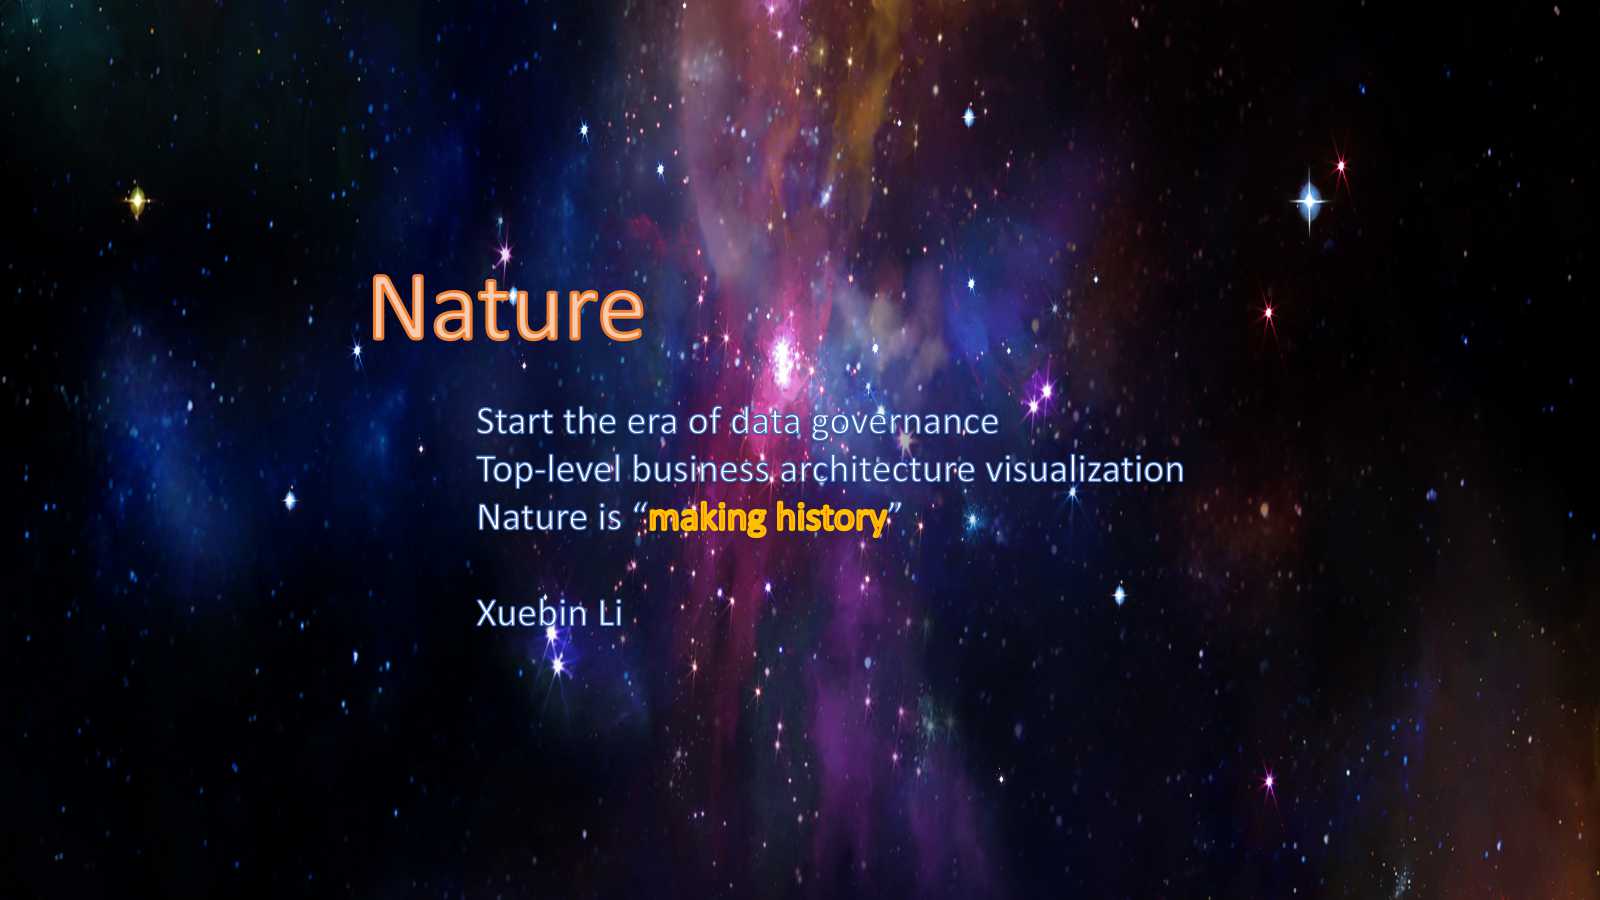 Nature
Start the era of data governance
Top-level business architecture visualization
Nature is “making history”
Xuebin Li